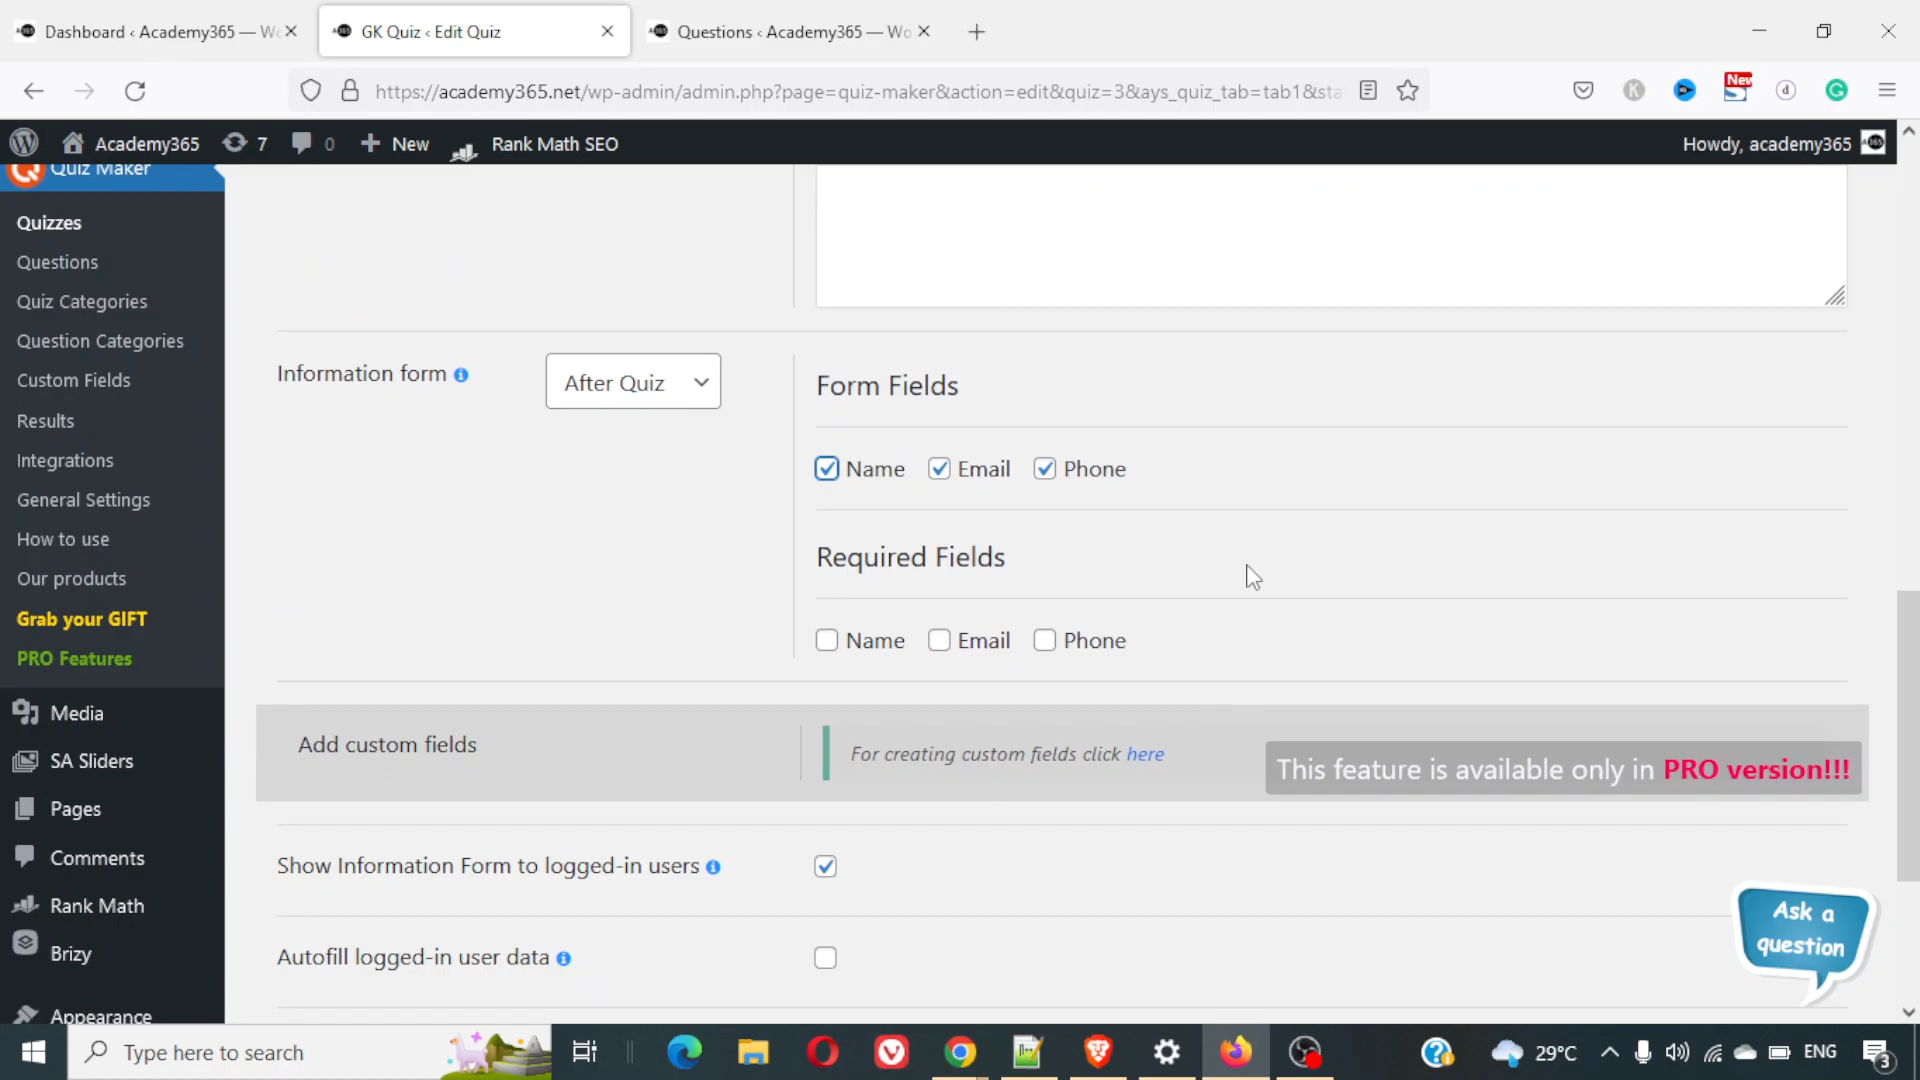 Dashboard ‹ Academy365 — Wo
GK Quiz ‹ Edit Quiz
Questions ‹ Academy365 — Wo
https://academy365.net/wp-admin/admin.php?page=quiz-maker&action=edit&quiz=3&ays_quiz_tab=tab1&sta
New
Academy365
7
0
New
Rank Math SEO
Howdy, academy365
Quiz Maker
Quizzes
Questions
Quiz Categories
Question Categories
Custom Fields
Results
Integrations
General Settings
How to use
Our products
Grab your GIFT
PRO Features
Media
SA Sliders
Pages
Comments
Rank Math
Brizy
Appearance
Information form
After Quiz
Form Fields
Name Email Phone
Required Fields
Name Email Phone
Add custom fields
For creating custom fields click here
This feature is available only in PRO version!!!
Show Information Form to logged-in users
Autofill logged-in user data
Ask a
question
Type here to search
29°C
ENG
3